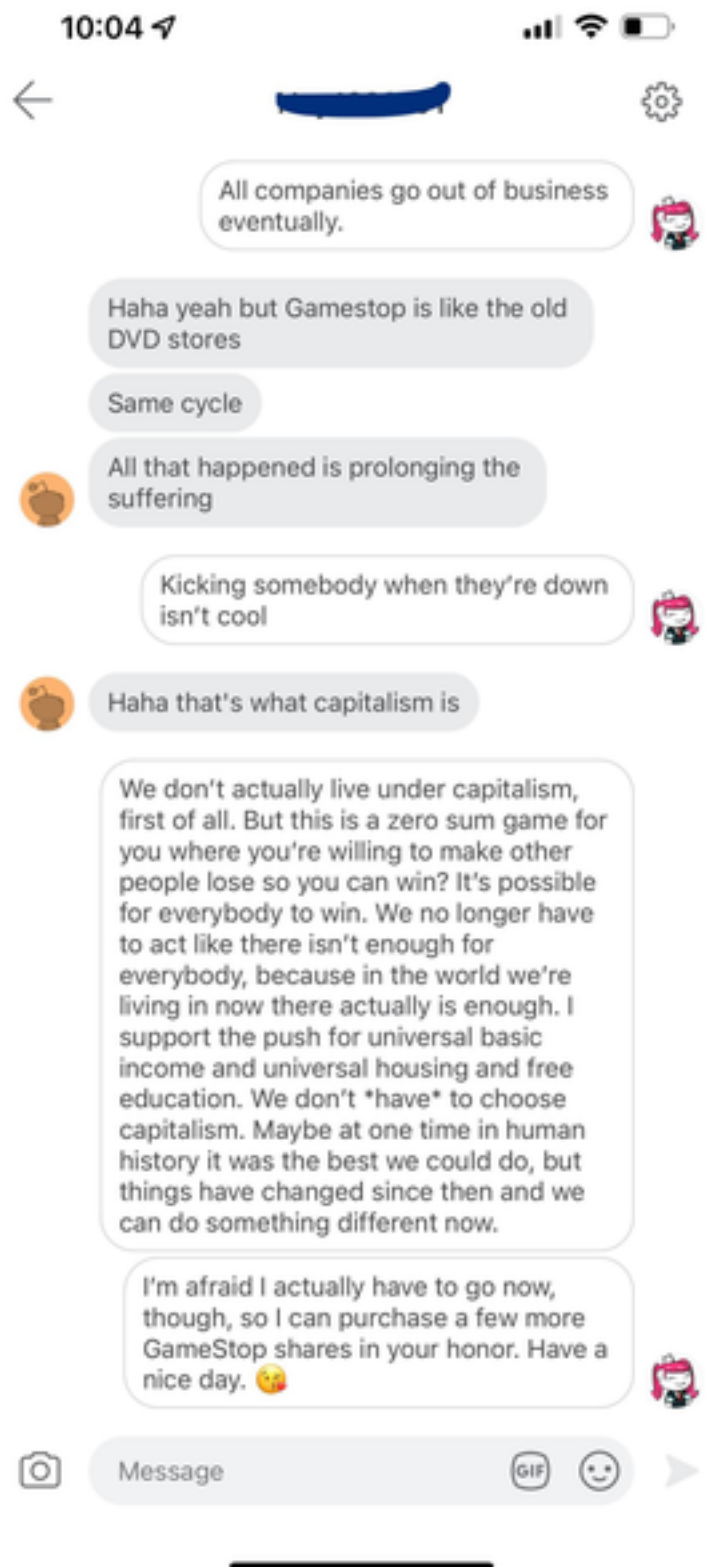 10:04
All companies go out of business
eventually.
Haha yeah but Gamestop is like the old
DVD stores
Same cycle
All that happened is prolonging the
suffering
Kicking somebody when they're down
isn't cool
Haha that's what capitalism is
We don't actually live under capitalism,
first of all. But this is a zero sum game for
you where you're willing to make other
people lose so you can win? It's possible
for everybody to win. We no longer have
to act like there isn't enough for
everybody, because in the world we're
living in now there actually is enough. I
support the push for universal basic
income and universal housing and free
education. We don't *have* to choose
capitalism. Maybe at one time in human
history it was the best we could do, but
things have changed since then and we
can do something different now.
I'm afraid I actually have to go now,
though, so I can purchase a few more
GameStop shares in your honor. Have a
nice day. 😘
Message
GIF